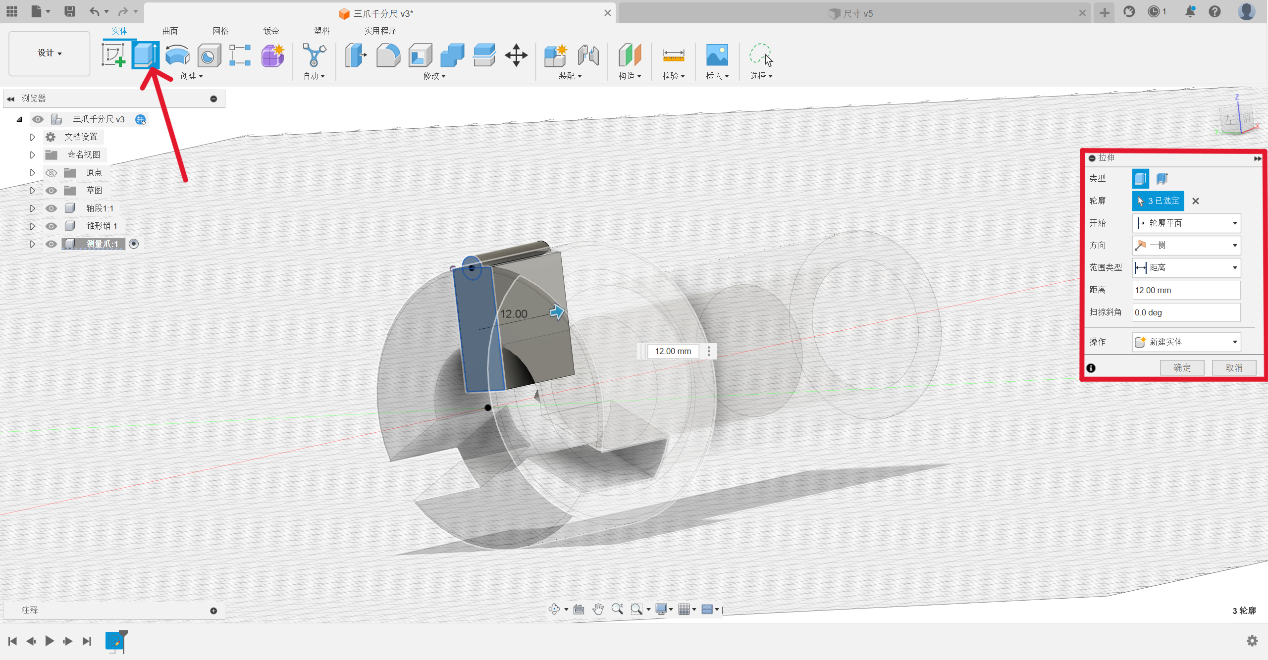 三爪千分尺 v3*
尺寸 v5
1
实体
曲面
网格
钣金
塑料
实用程序
设计
创建
自动
修改
装配
构造
检验
插入
选择
浏览器
三爪千分尺 v3
文档设置
命名视图
原点
草图
轴段1:1
锥形销:1
测量爪:1
12.00
12.00 mm
拉伸
类型
轮廓
3 已选定
开始
轮廓平面
方向
一侧
范围类型
距离
距离
12.00 mm
扫掠斜角
0.0 deg
操作
新建实体
确定
取消
注释
3 轮廓